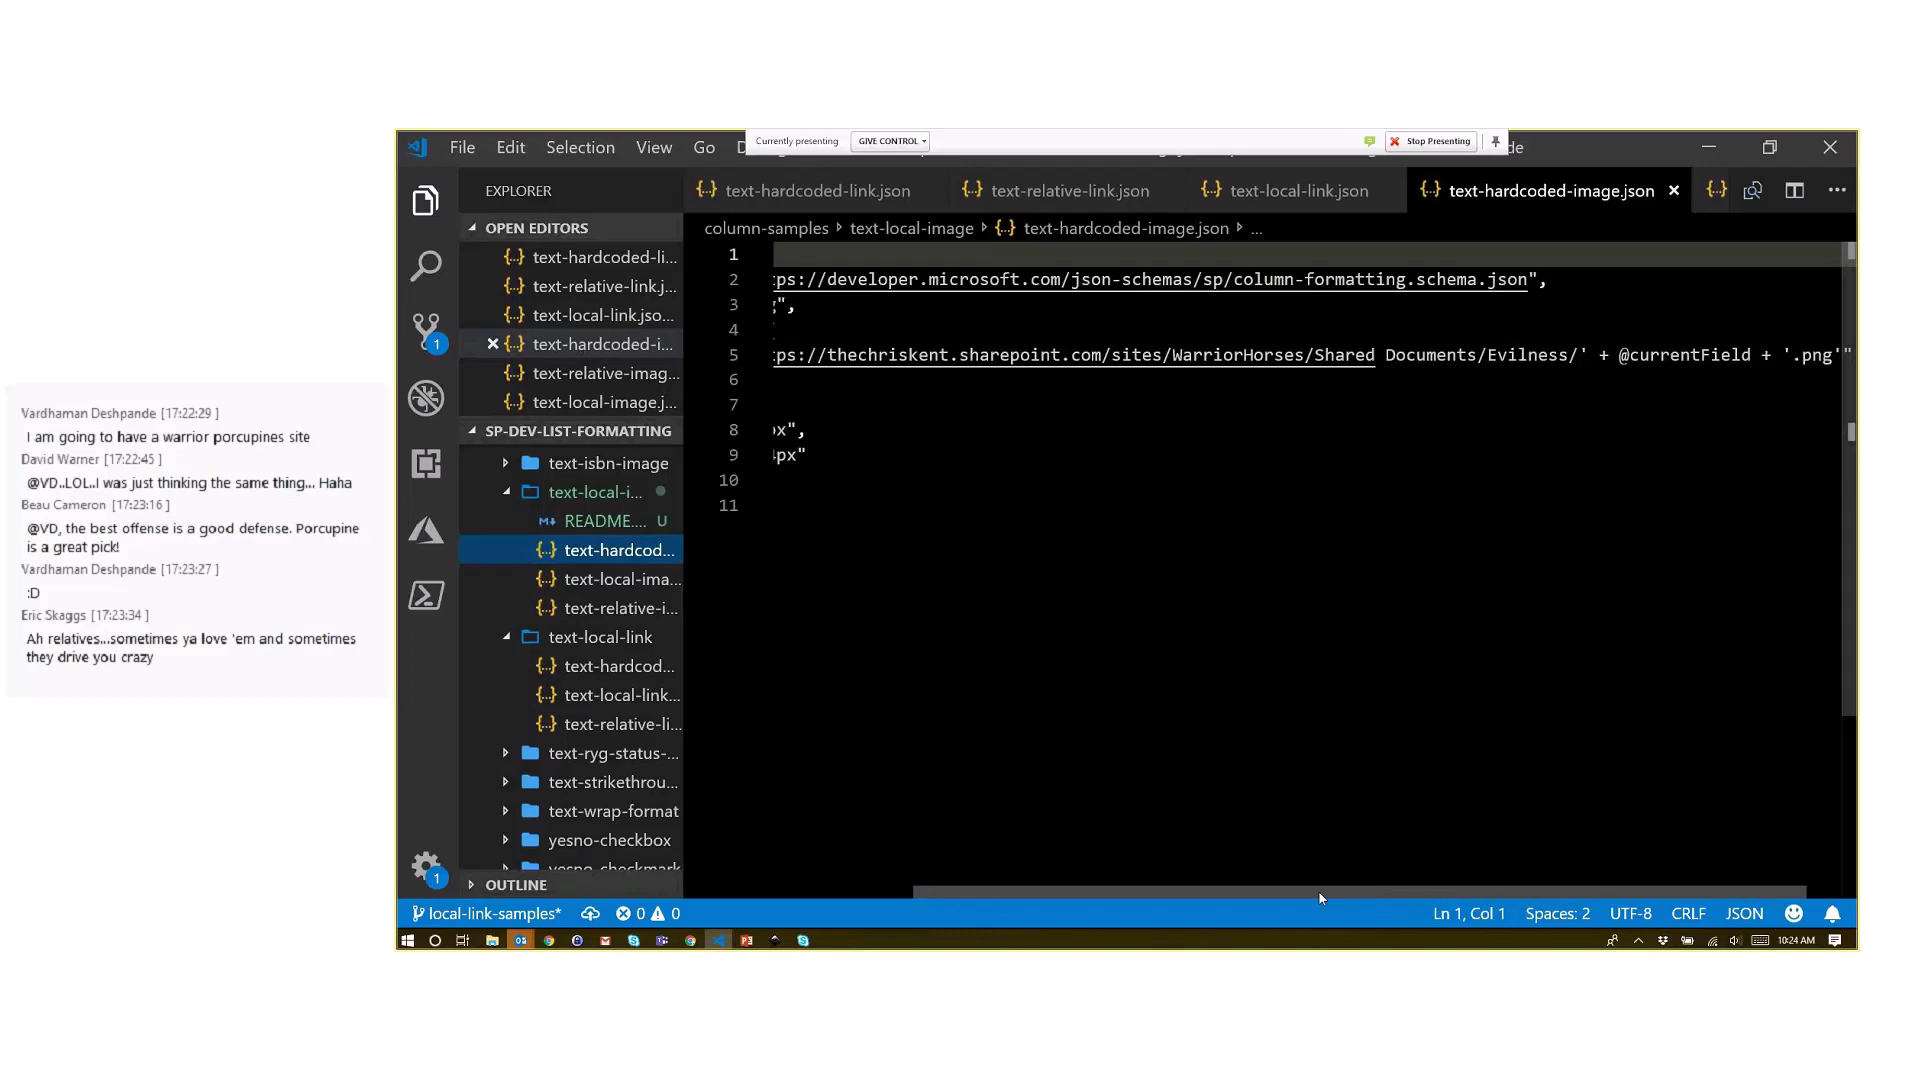 Vardhaman Deshpande [17:22:29 ]
I am going to have a warrior porcupines site
David Warner [17:22:45 ]
@VD..LOL..I was just thinking the same thing... Haha
Beau Cameron [17:23:16 ]
@VD, the best offense is a good defense. Porcupine
is a great pick!
Vardhaman Deshpande [17:23:27 ]
:D
Eric Skaggs [17:23:34 ]
Ah relatives...sometimes ya love 'em and sometimes
they drive you crazy
Currently presenting GIVE CONTROL Stop Presenting
File Edit Selection View Go D de
EXPLORER
text-hardcoded-link.json text-relative-link.json text-local-link.json text-hardcoded-image.json
OPEN EDITORS
text-hardcoded-li...
text-relative-link.j...
text-local-link.jso...
text-hardcoded-i...
text-relative-imag...
text-local-image.j...
SP-DEV-LIST-FORMATTING
text-isbn-image
text-local-i...
README.... U
text-hardcod...
text-local-ima...
text-relative-i...
text-local-link
text-hardcod...
text-local-link...
text-relative-li...
text-ryg-status-...
text-strikethrou...
text-wrap-format
yesno-checkbox
yesno-checkmark
OUTLINE
column-samples text-local-image text-hardcoded-image.json ...
1
2 ps://developer.microsoft.com/json-schemas/sp/column-formatting.schema.json",
3 g",
4
5 ps://thechriskent.sharepoint.com/sites/WarriorHorses/Shared Documents/Evilness/' + @currentField + '.png'"
6
7
8 px",
9 4px"
10
11
local-link-samples* 0 0 Ln 1, Col 1 Spaces: 2 UTF-8 CRLF JSON
10:24 AM